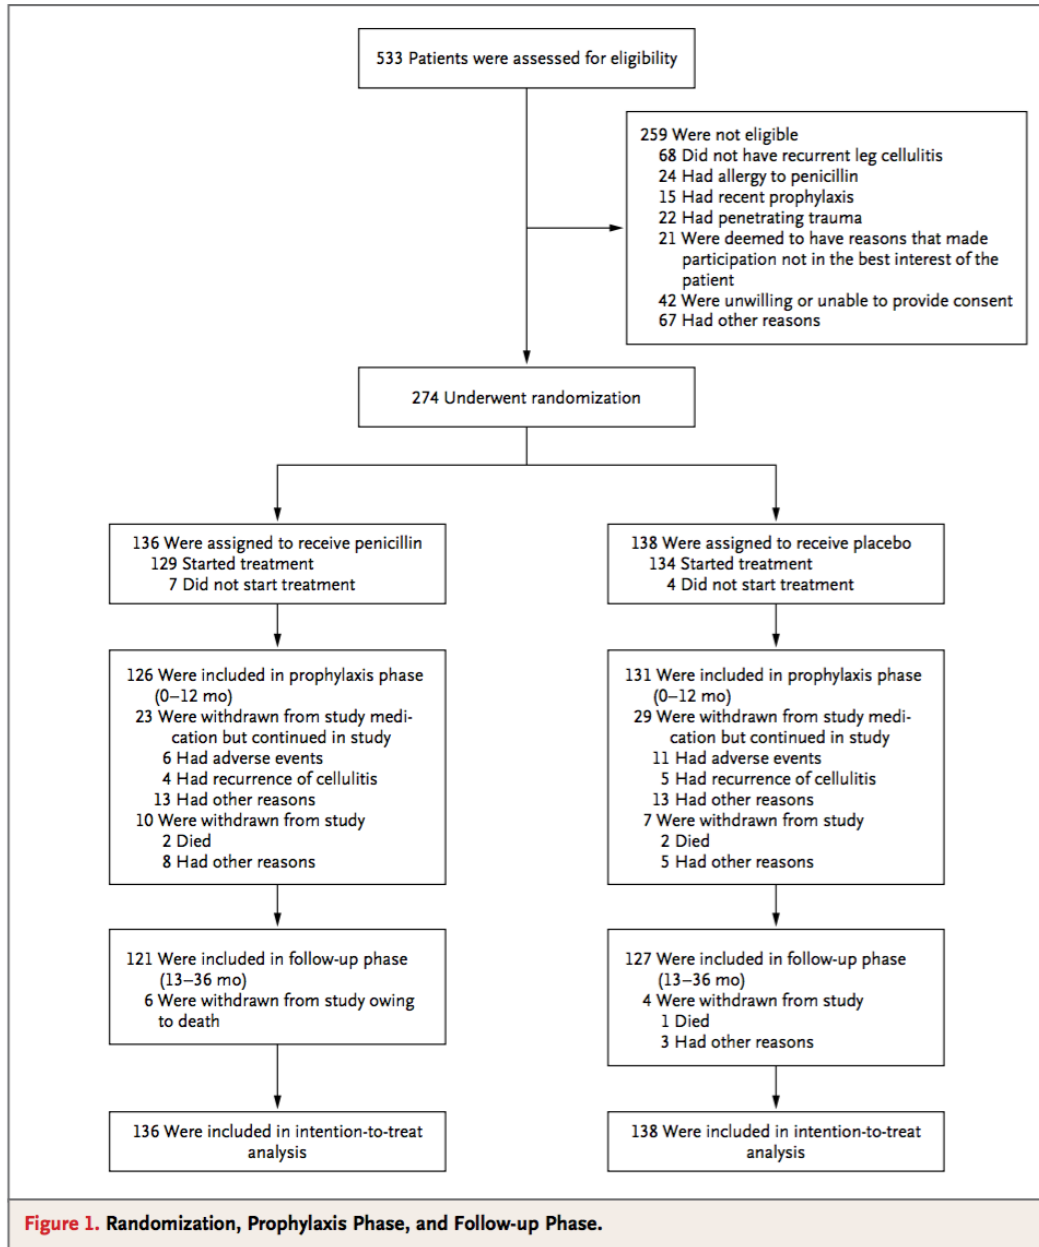 533 Patients were assessed for eligibility
259 Were not eligible
68 Did not have recurrent leg cellulitis
24 Had allergy to penicillin
15 Had recent prophylaxis
22 Had penetrating trauma
21 Were deemed to have reasons that made
participation not in the best interest of the
patient
42 Were unwilling or unable to provide consent
67 Had other reasons
274 Underwent randomization
136 Were assigned to receive penicillin
129 Started treatment
7 Did not start treatment
138 Were assigned to receive placebo
134 Started treatment
4 Did not start treatment
126 Were included in prophylaxis phase
(0–12 mo)
23 Were withdrawn from study medi-
cation but continued in study
6 Had adverse events
4 Had recurrence of cellulitis
13 Had other reasons
10 Were withdrawn from study
2 Died
8 Had other reasons
131 Were included in prophylaxis phase
(0–12 mo)
29 Were withdrawn from study medi-
cation but continued in study
11 Had adverse events
5 Had recurrence of cellulitis
13 Had other reasons
7 Were withdrawn from study
2 Died
5 Had other reasons
121 Were included in follow-up phase
(13–36 mo)
6 Were withdrawn from study owing
to death
127 Were included in follow-up phase
(13–36 mo)
4 Were withdrawn from study
1 Died
3 Had other reasons
136 Were included in intention-to-treat
analysis
138 Were included in intention-to-treat
analysis
Figure 1. Randomization, Prophylaxis Phase, and Follow-up Phase.